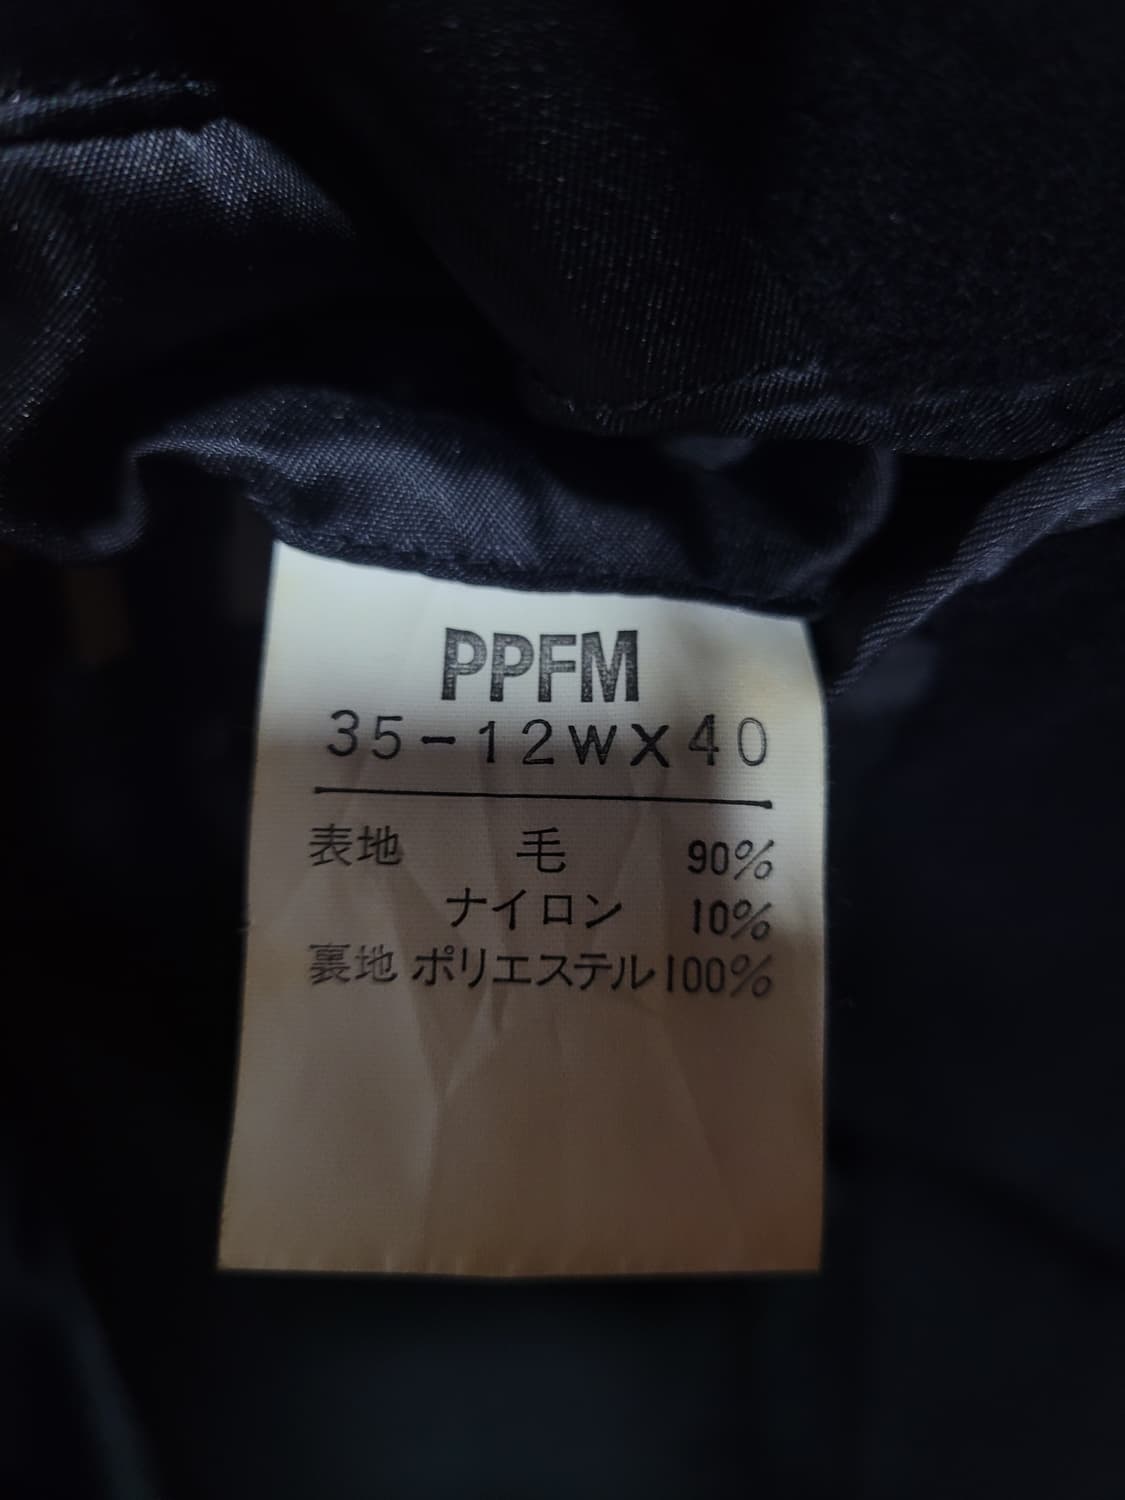 PPFM
35-12WX40
表地 毛 90%
ナイロン 10%
裏地 ポリエステル 100%